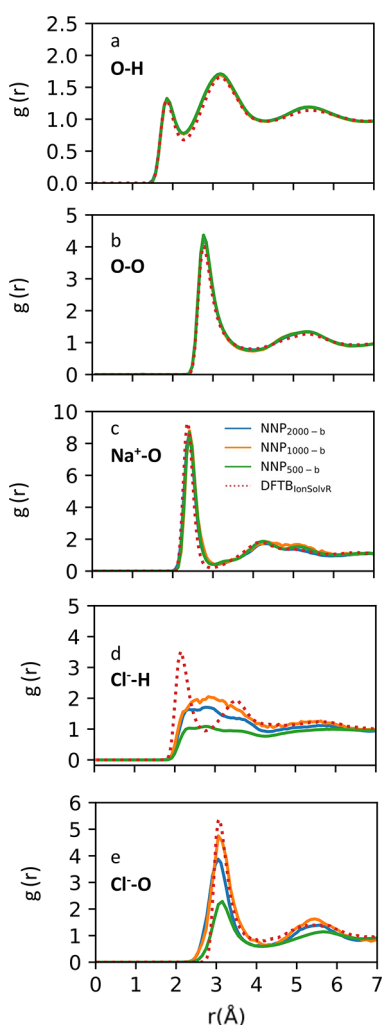 a
O-H
g (r)
2.5
2.0
1.5
1.0
0.5
0.0
b
O-O
g (r)
5
4
3
2
1
0
c
Na⁺-O
g (r)
10
8
6
4
2
0
NNP₂₀₀₀₋b
NNP₁₀₀₀₋b
NNP₅₀₀₋b
DFTB_IonSolvR
d
Cl⁻-H
g (r)
5
4
3
2
1
0
e
Cl⁻-O
g (r)
6
5
4
3
2
1
0
0 1 2 3 4 5 6 7
r(Å)